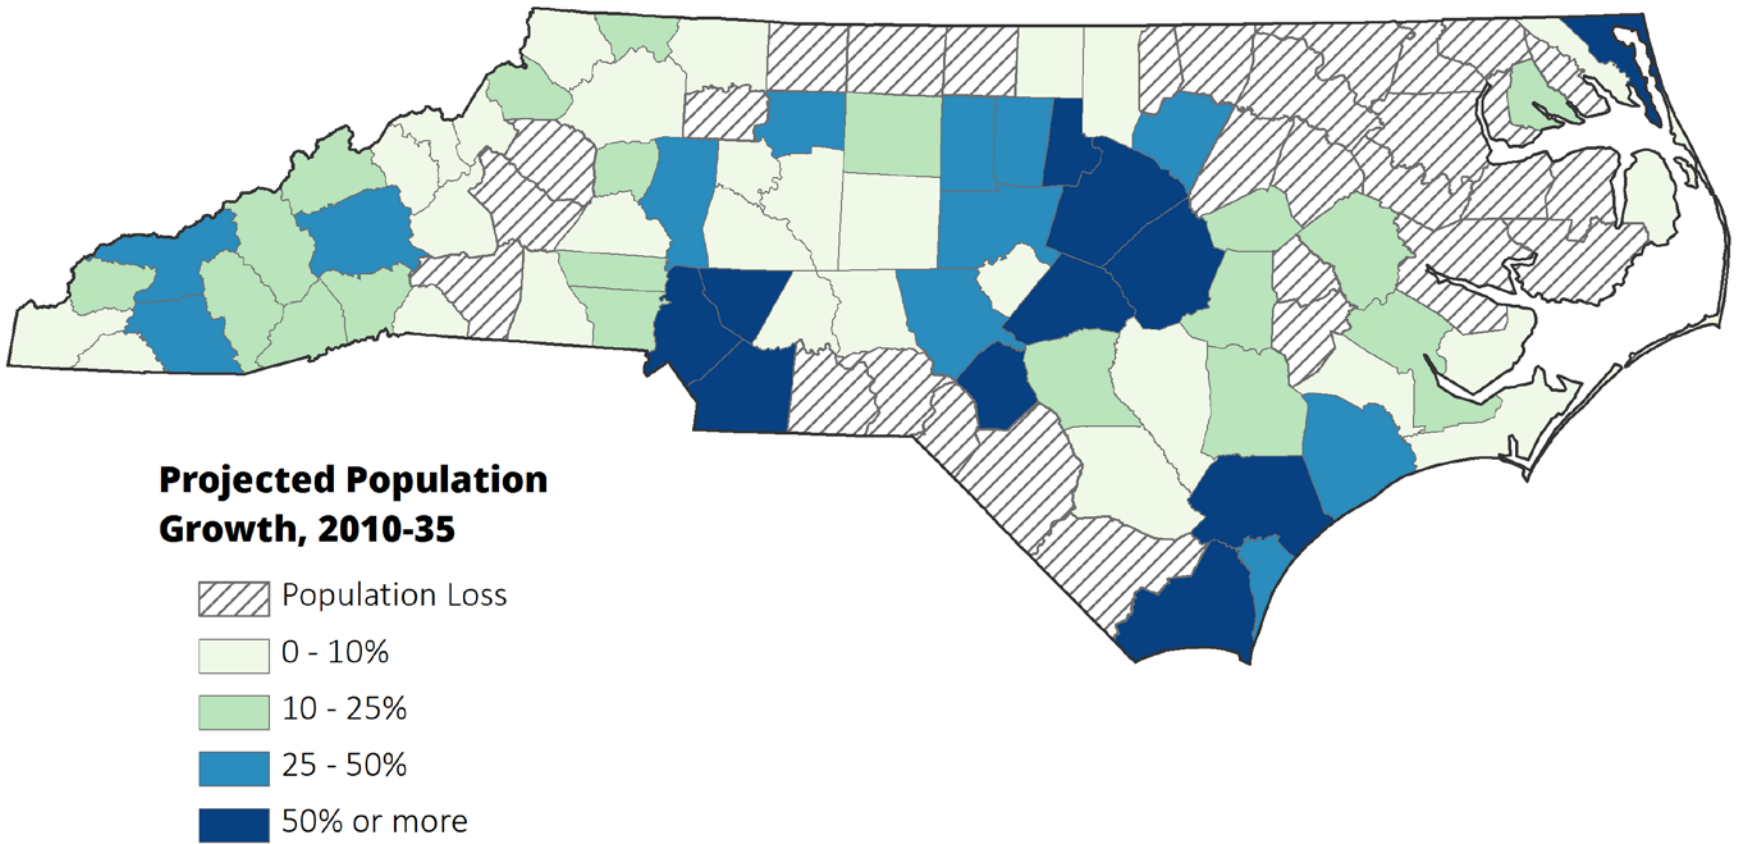 Projected Population
Growth, 2010-35
Population Loss
0 - 10%
10 - 25%
25 - 50%
50% or more